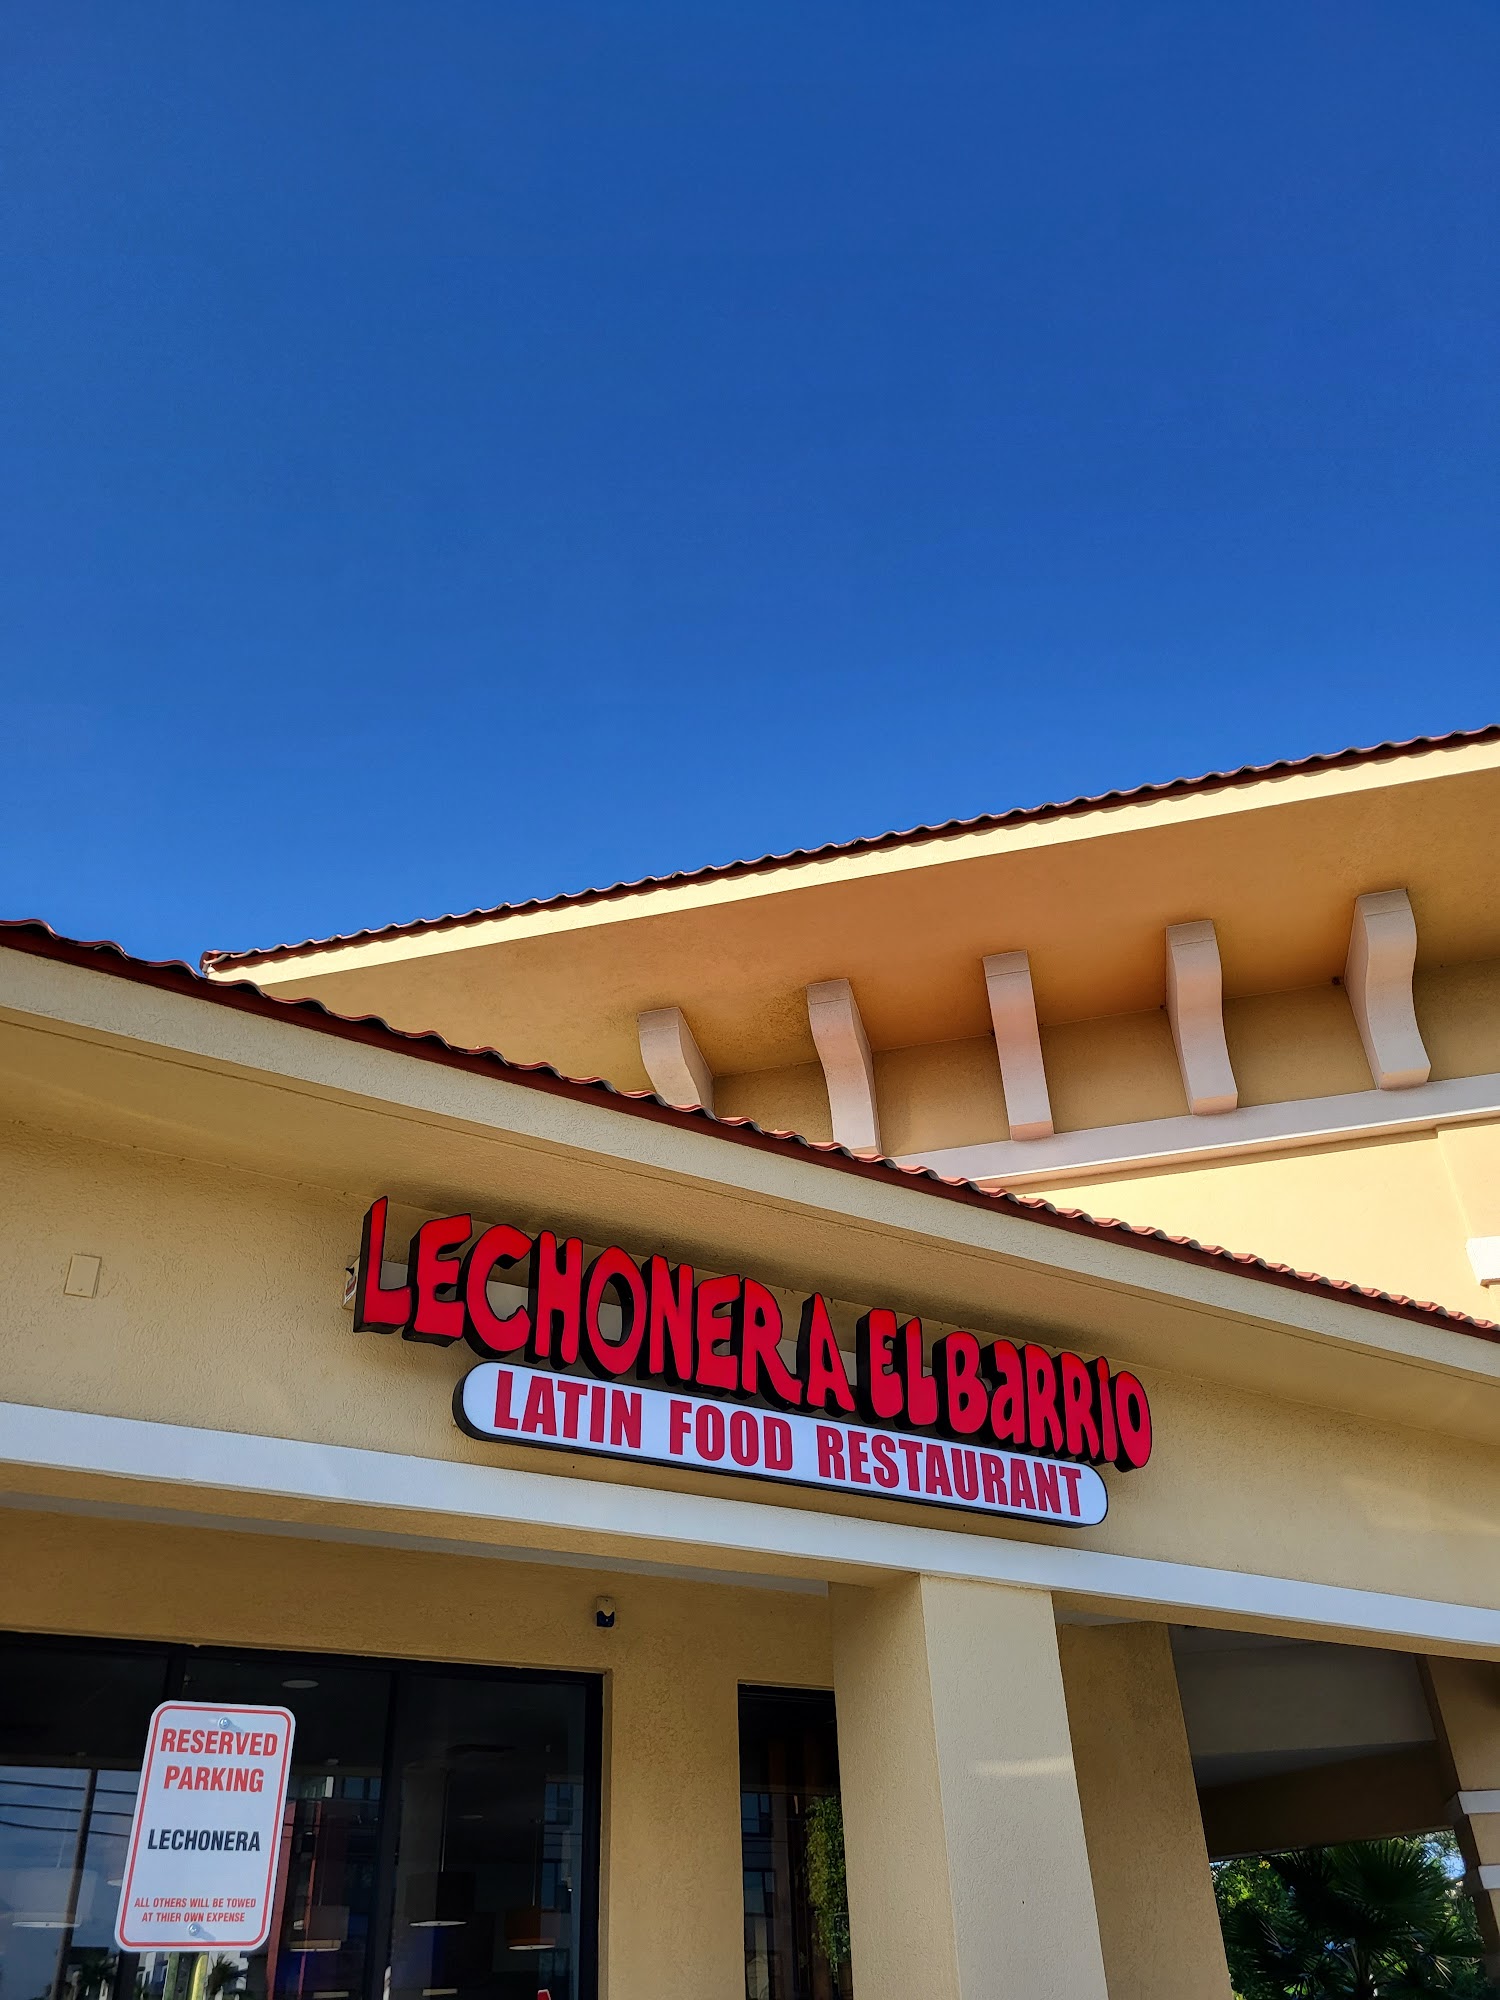 LECHONERA EL BaRRiO
LATIN FOOD RESTAURANT
RESERVED
PARKING
LECHONERA
ALL OTHERS WILL BE TOWED
AT THIER OWN EXPENSE